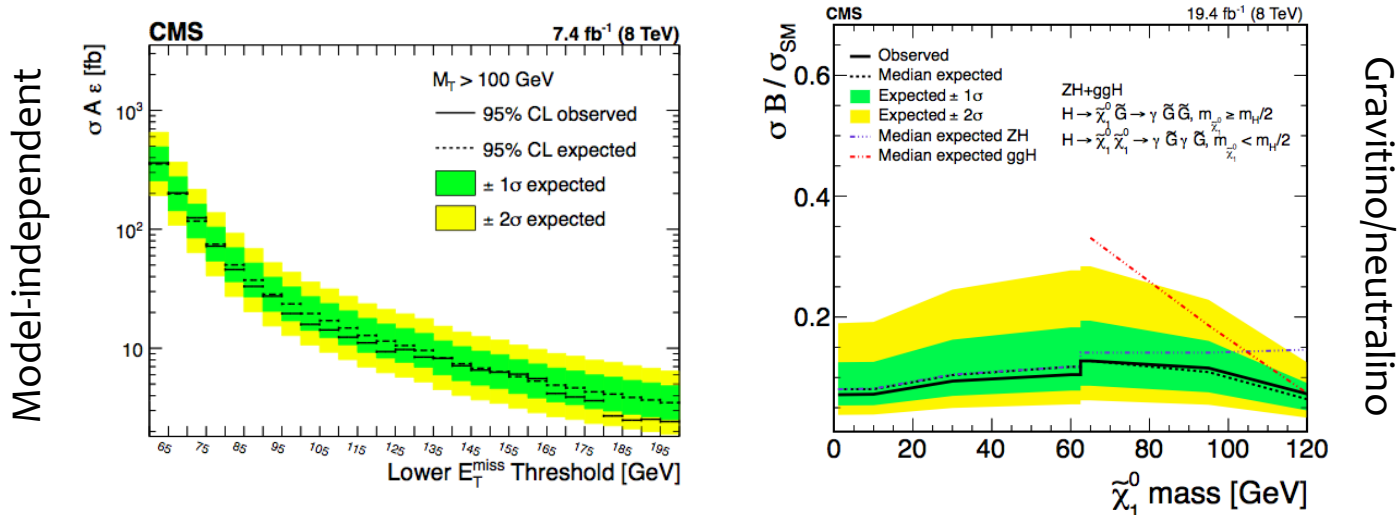 Model-independent
CMS 7.4 fb⁻¹ (8 TeV)
σ A ε [fb]
M_T > 100 GeV
95% CL observed
95% CL expected
± 1σ expected
± 2σ expected
10³
10²
10
65 75 85 95 105 115 125 135 145 155 165 175 185 195
Lower E_T^miss Threshold [GeV]
CMS 19.4 fb⁻¹ (8 TeV)
σ B / σ_SM
Observed
Median expected
Expected ± 1σ
Expected ± 2σ
Median expected ZH
Median expected ggH
ZH+ggH
H → χ̃₁⁰ G̃ → γ G̃ G̃, m_χ̃₁⁰ ≥ m_H/2
H → χ̃₁⁰ χ̃₁⁰ → γ G̃ γ G̃, m_χ̃₁⁰ < m_H/2
0.6
0.4
0.2
0 20 40 60 80 100 120
χ̃₁⁰ mass [GeV]
Gravitino/neutralino